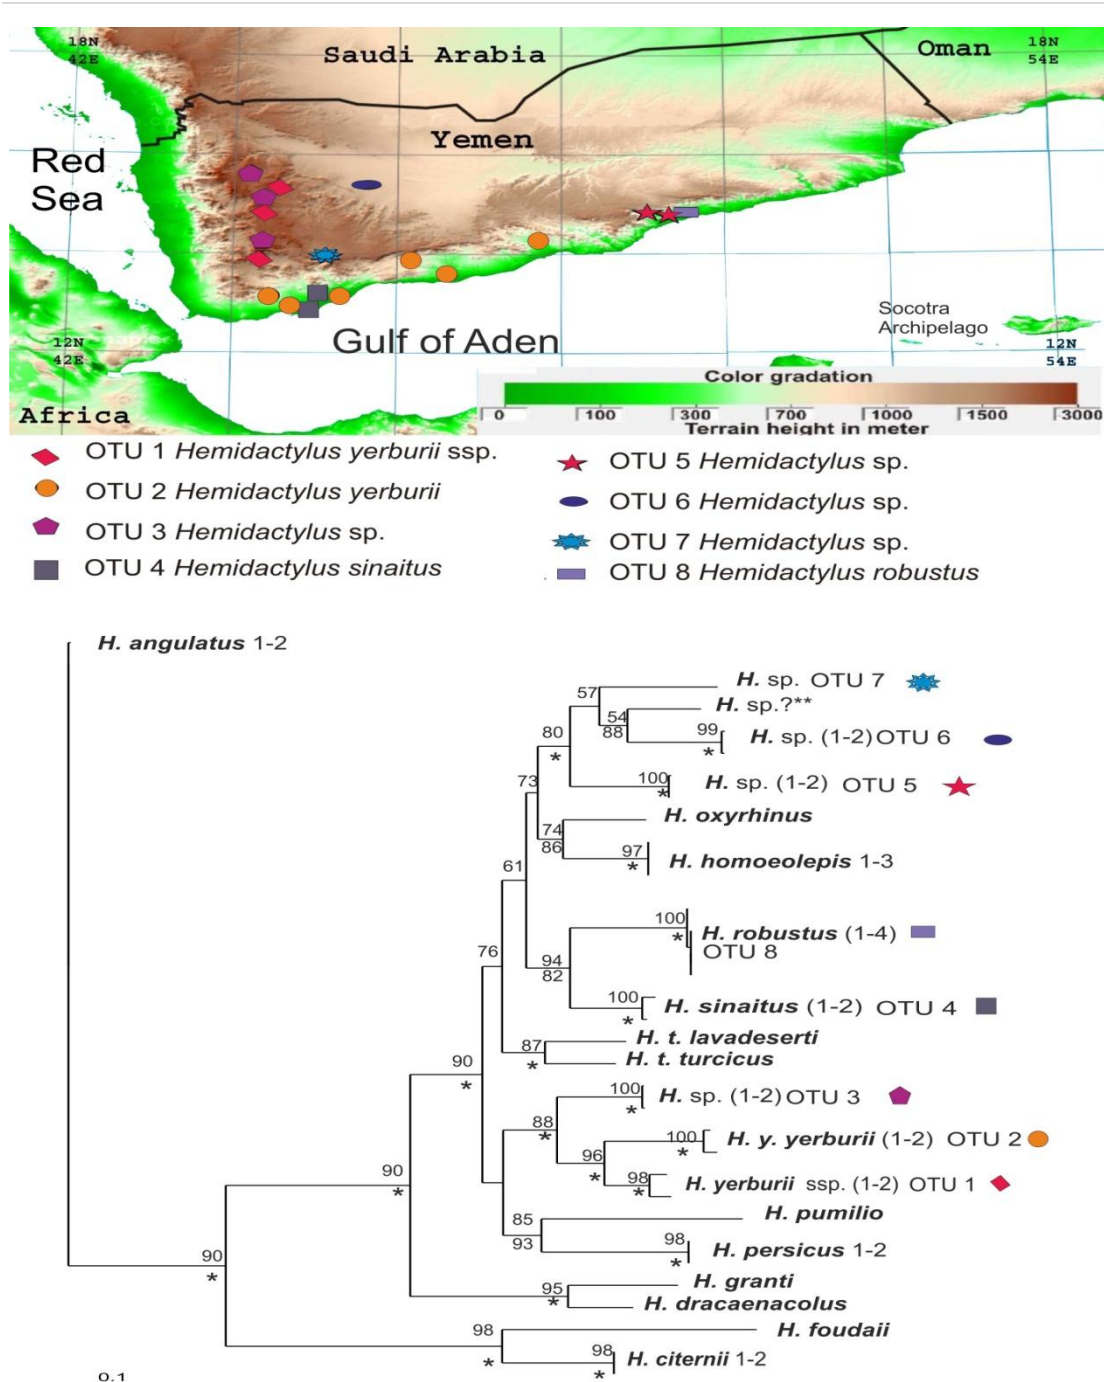 18N
42E
Saudi Arabia
Oman
18N
54E
Yemen
Red
Sea
Socotra
Archipelago
Gulf of Aden
12N
42E
12N
54E
Africa
Color gradation
0 100 300 700 1000 1500 3000
Terrain height in meter
OTU 1 Hemidactylus yerburii ssp.
OTU 2 Hemidactylus yerburii
OTU 3 Hemidactylus sp.
OTU 4 Hemidactylus sinaitus
OTU 5 Hemidactylus sp.
OTU 6 Hemidactylus sp.
OTU 7 Hemidactylus sp.
OTU 8 Hemidactylus robustus
H. angulatus 1-2
57
H. sp. OTU 7
H. sp.?**
54
88
99
*
H. sp. (1-2) OTU 6
80
*
100
*
H. sp. (1-2) OTU 5
73
H. oxyrhinus
74
86
97
*
H. homoeolepis 1-3
61
100
*
H. robustus (1-4)
OTU 8
94
82
100
*
H. sinaitus (1-2) OTU 4
76
H. t. lavadeserti
87
*
H. t. turcicus
90
*
100
*
H. sp. (1-2) OTU 3
88
*
100
*
H. y. yerburii (1-2) OTU 2
96
*
98
*
H. yerburii ssp. (1-2) OTU 1
90
*
85
93
H. pumilio
98
*
H. persicus 1-2
90
*
95
*
H. granti
H. dracaenacolus
98
*
H. foudaii
98
*
H. citernii 1-2
0.1